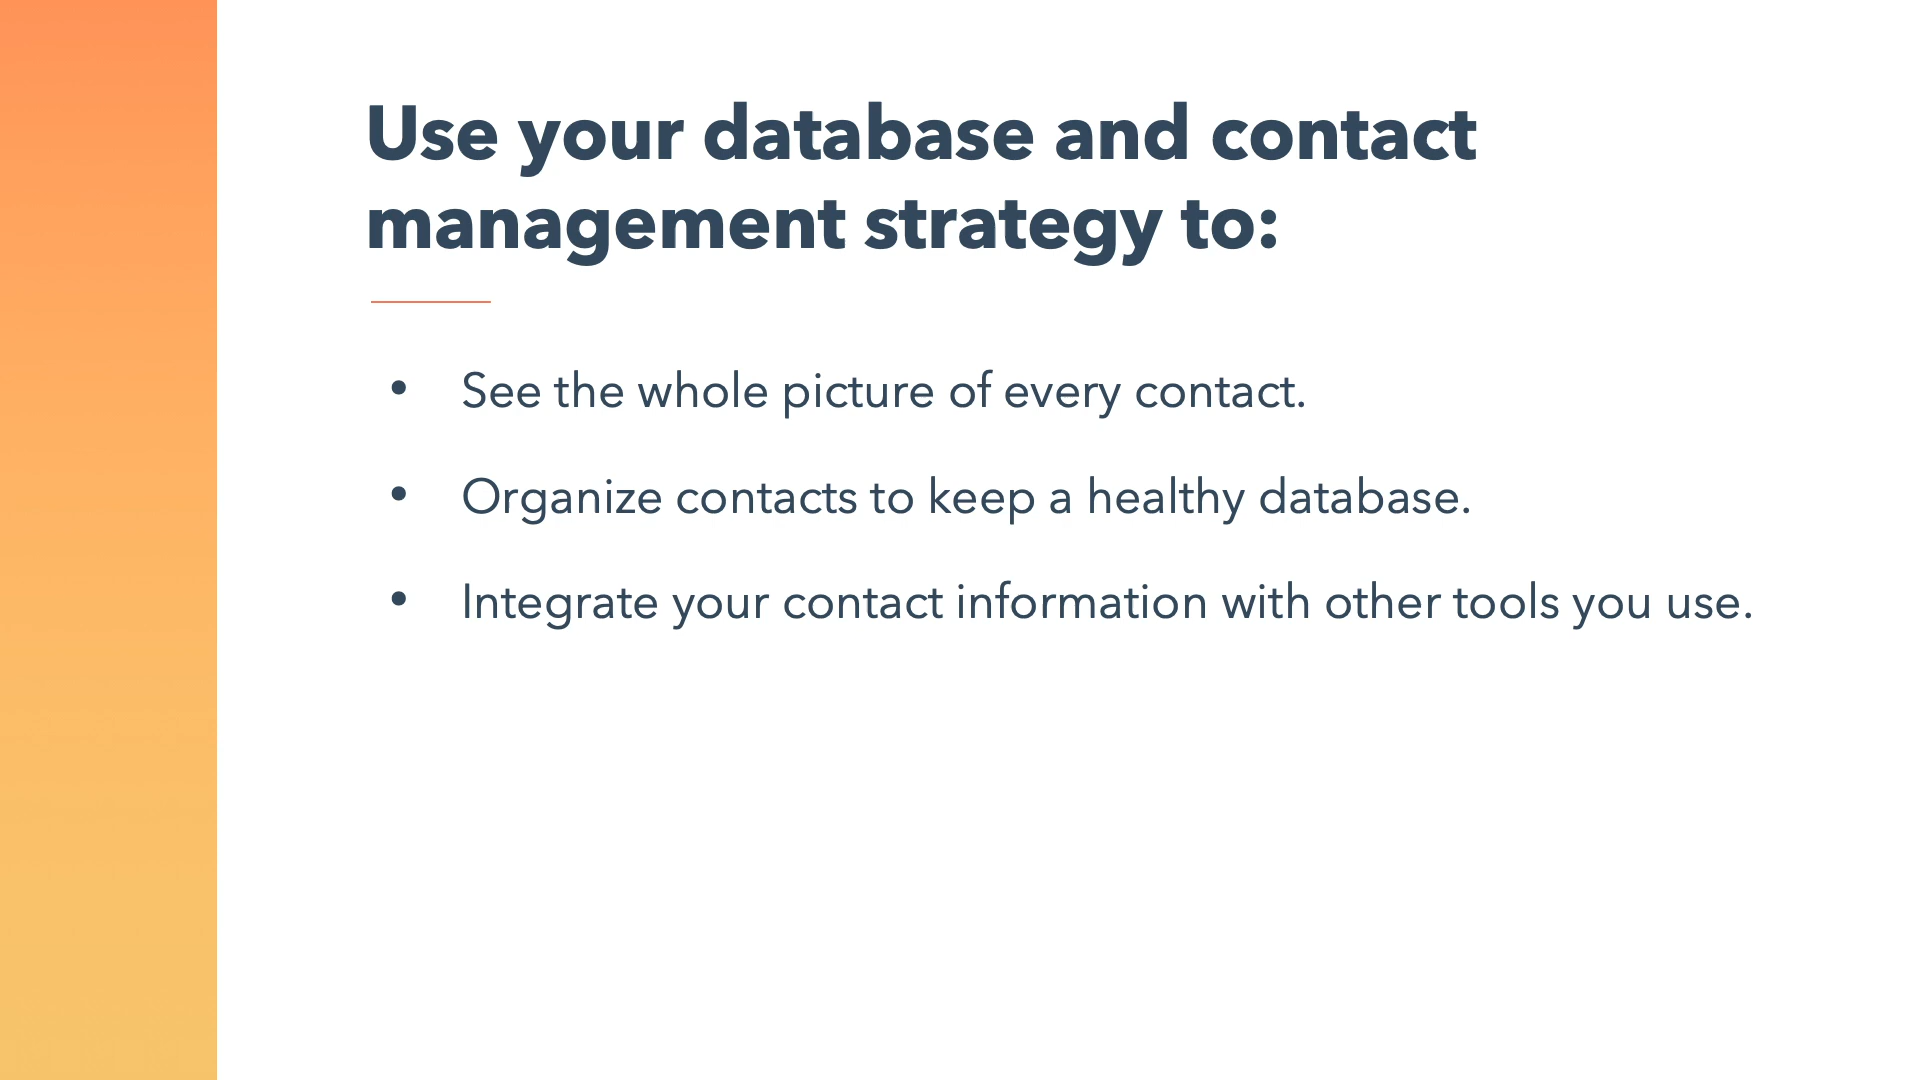 Use your database and contact
management strategy to:
• See the whole picture of every contact.
• Organize contacts to keep a healthy database.
• Integrate your contact information with other tools you use.